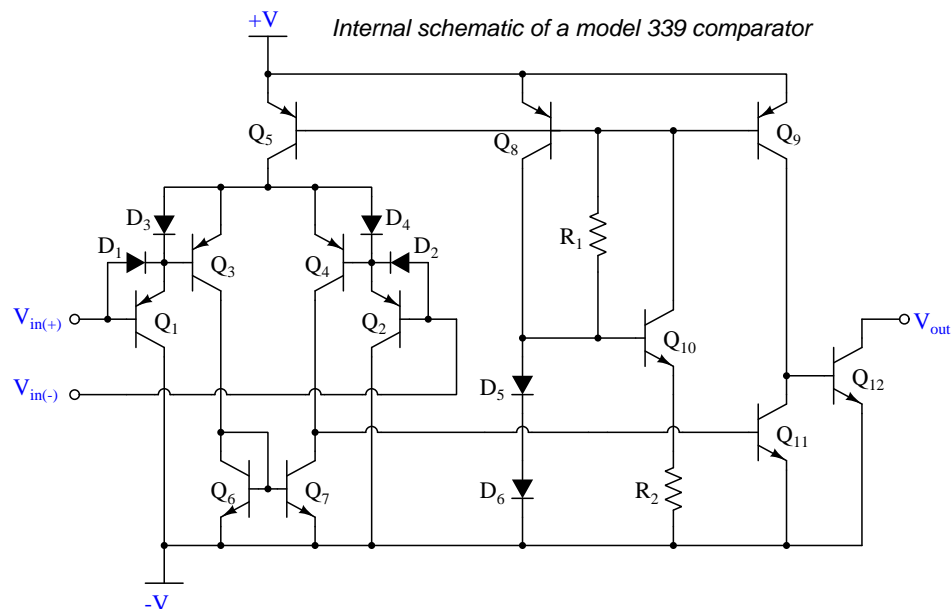 Internal schematic of a model 339 comparator
+V
Q5
Q8
Q9
D3
D4
D1
D2
Q3
Q4
R1
Vin(+)
Q1
Q2
Q10
Vout
Vin(-)
D5
Q12
Q11
Q6
Q7
D6
R2
-V